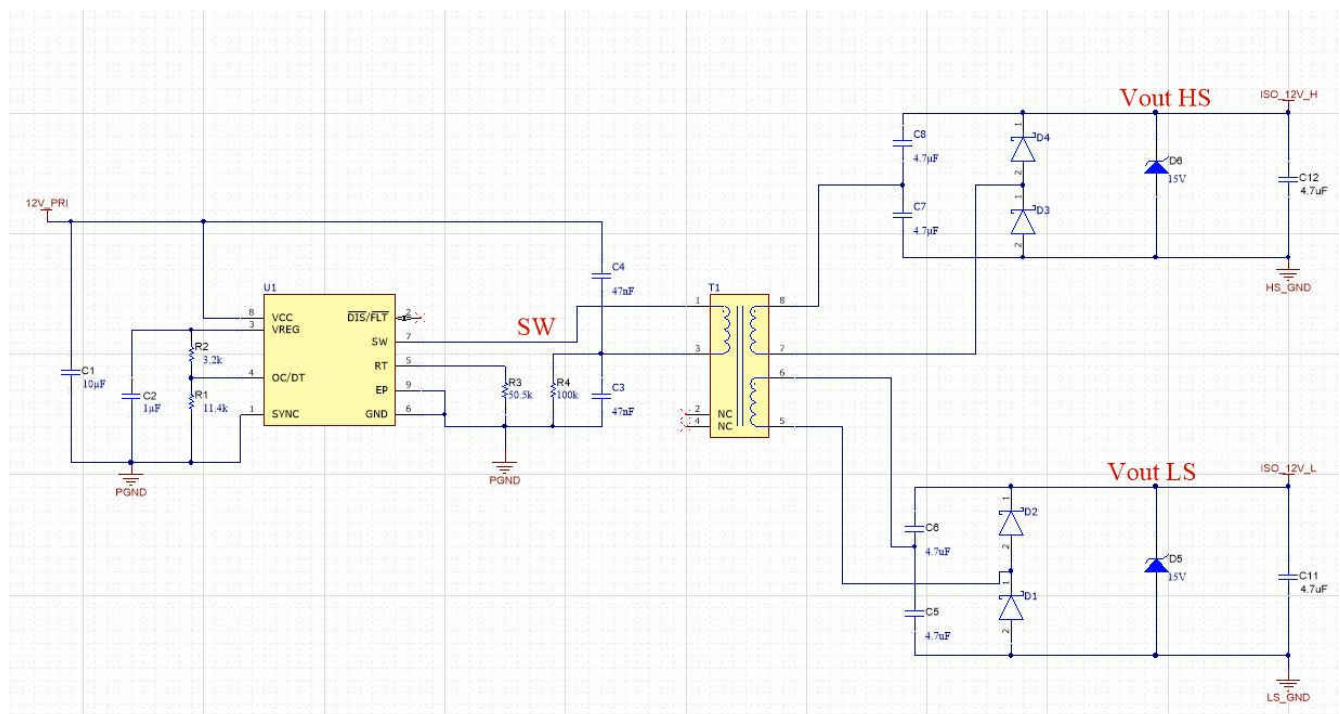 Vout HS
ISO_12V_H
C8
4.7µF
1
D4
2
D6
15V
C12
4.7uF
C7
4.7µF
1
D3
2
HS_GND
12V_PRI
C4
47nF
U1
T1
8 VCC
3 VREG
DIS/FLT 2
SW 7
SW
1
8
R2
3.2k
RT 5
3
7
4 OC/DT
C1
10µF
C2
1µF
R1
11.4k
EP 9
R3
50.5k
R4
100k
C3
47nF
6
1 SYNC
GND 6
2 NC
4 NC
5
PGND
PGND
Vout LS
ISO_12V_L
C6
4.7uF
1
D2
2
D5
15V
C11
4.7uF
C5
4.7uF
1
D1
2
LS_GND